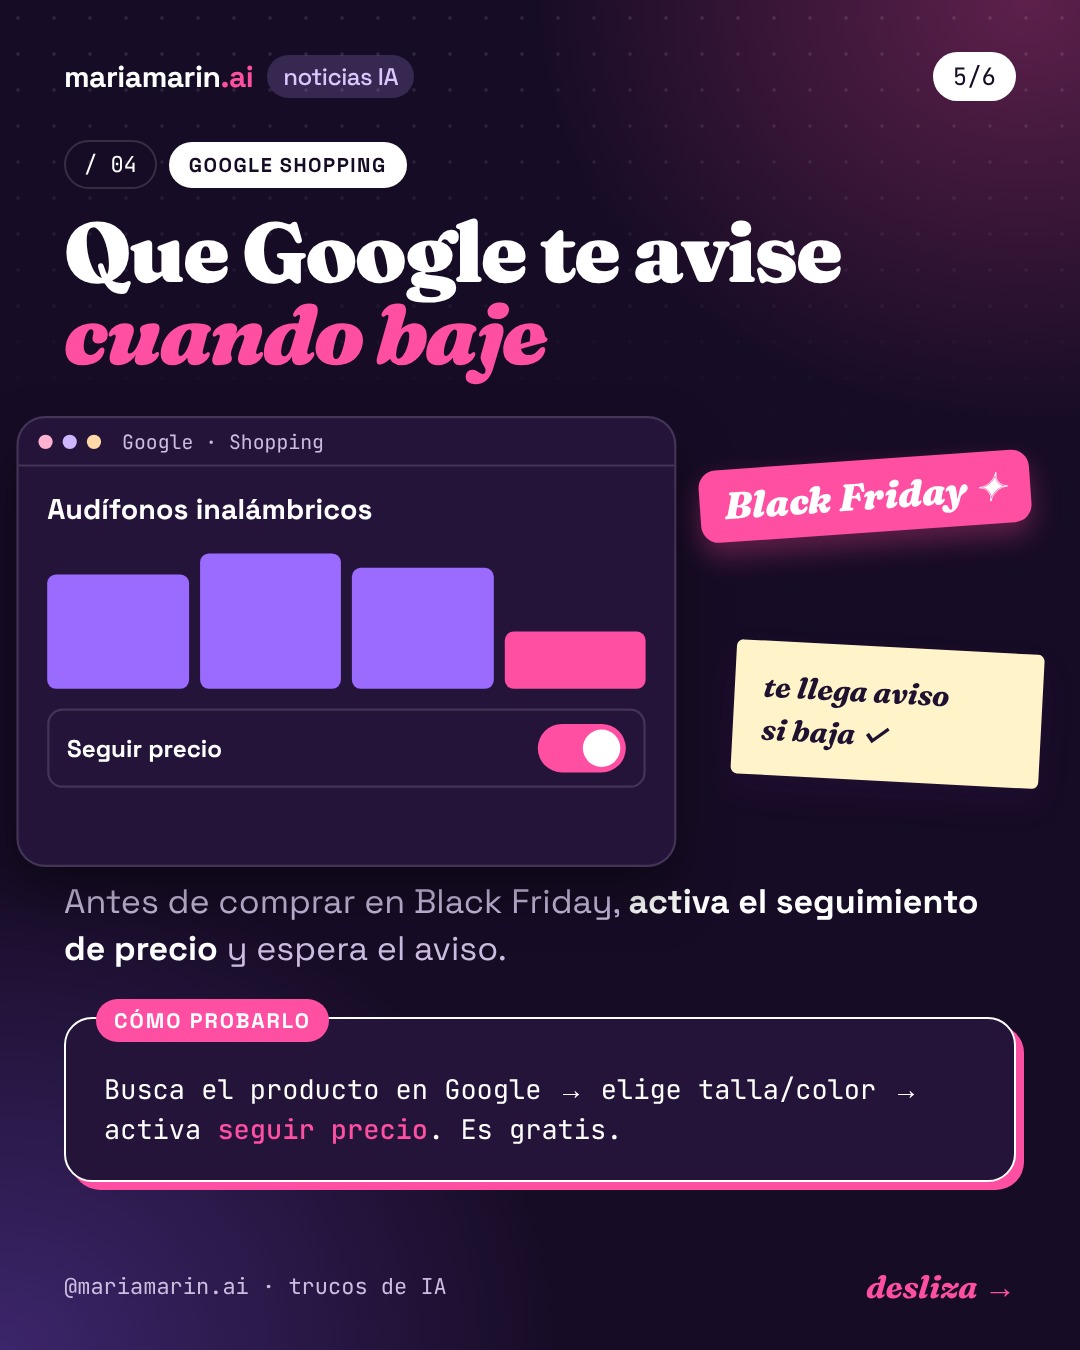 mariamarin.ai noticias IA 5/6
/ 04 GOOGLE SHOPPING
Que Google te avise
cuando baje
Google · Shopping
Audífonos inalámbricos
Seguir precio
Black Friday ✦
te llega aviso
si baja ✓
Antes de comprar en Black Friday, activa el seguimiento
de precio y espera el aviso.
CÓMO PROBARLO
Busca el producto en Google → elige talla/color →
activa seguir precio. Es gratis.
@mariamarin.ai · trucos de IA
desliza →